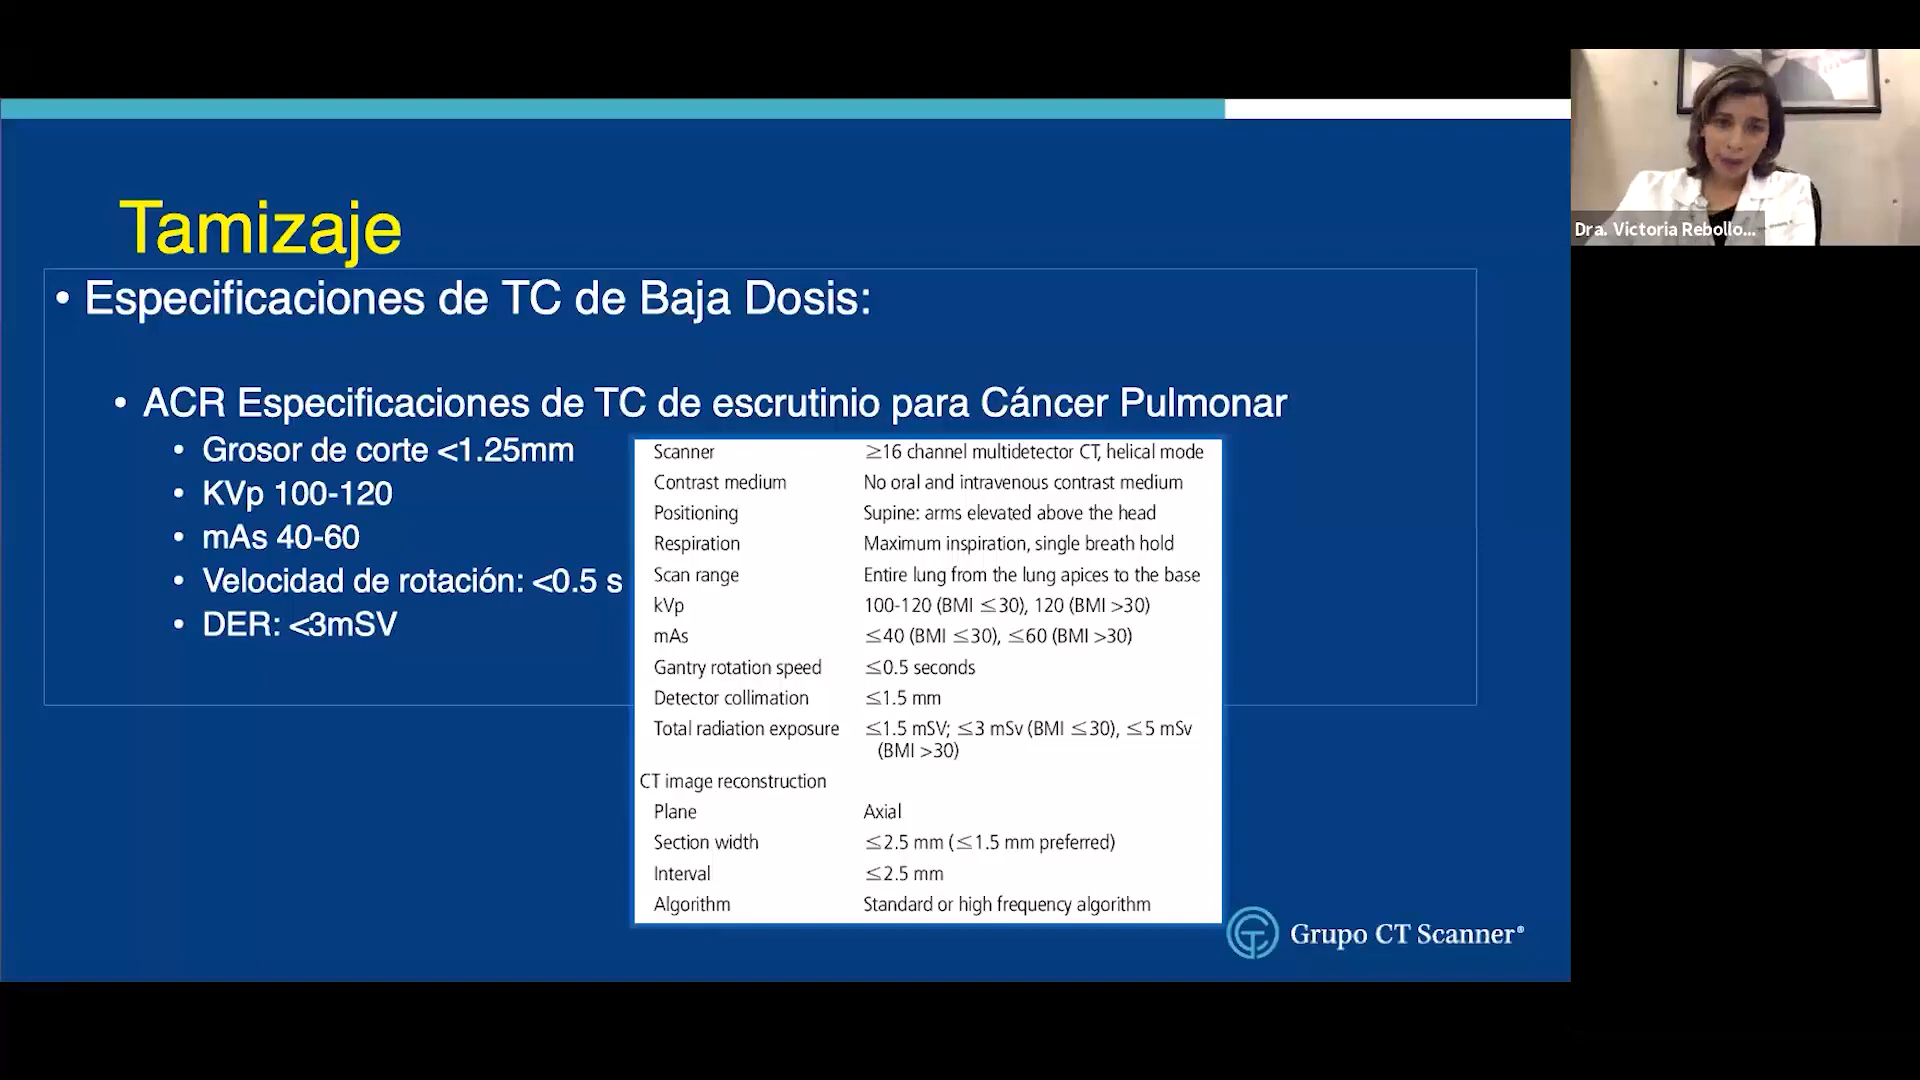 Tamizaje
• Especificaciones de TC de Baja Dosis:
• ACR Especificaciones de TC de escrutinio para Cáncer Pulmonar
• Grosor de corte <1.25mm
• KVp 100-120
• mAs 40-60
• Velocidad de rotación: <0.5 s
• DER: <3mSV
Scanner ≥16 channel multidetector CT, helical mode
Contrast medium No oral and intravenous contrast medium
Positioning Supine: arms elevated above the head
Respiration Maximum inspiration, single breath hold
Scan range Entire lung from the lung apices to the base
kVp 100-120 (BMI ≤30), 120 (BMI >30)
mAs ≤40 (BMI ≤30), ≤60 (BMI >30)
Gantry rotation speed ≤0.5 seconds
Detector collimation ≤1.5 mm
Total radiation exposure ≤1.5 mSV; ≤3 mSv (BMI ≤30), ≤5 mSv
(BMI >30)
CT image reconstruction
Plane Axial
Section width ≤2.5 mm (≤1.5 mm preferred)
Interval ≤2.5 mm
Algorithm Standard or high frequency algorithm
Grupo CT Scanner®
Dra. Victoria Rebollo...